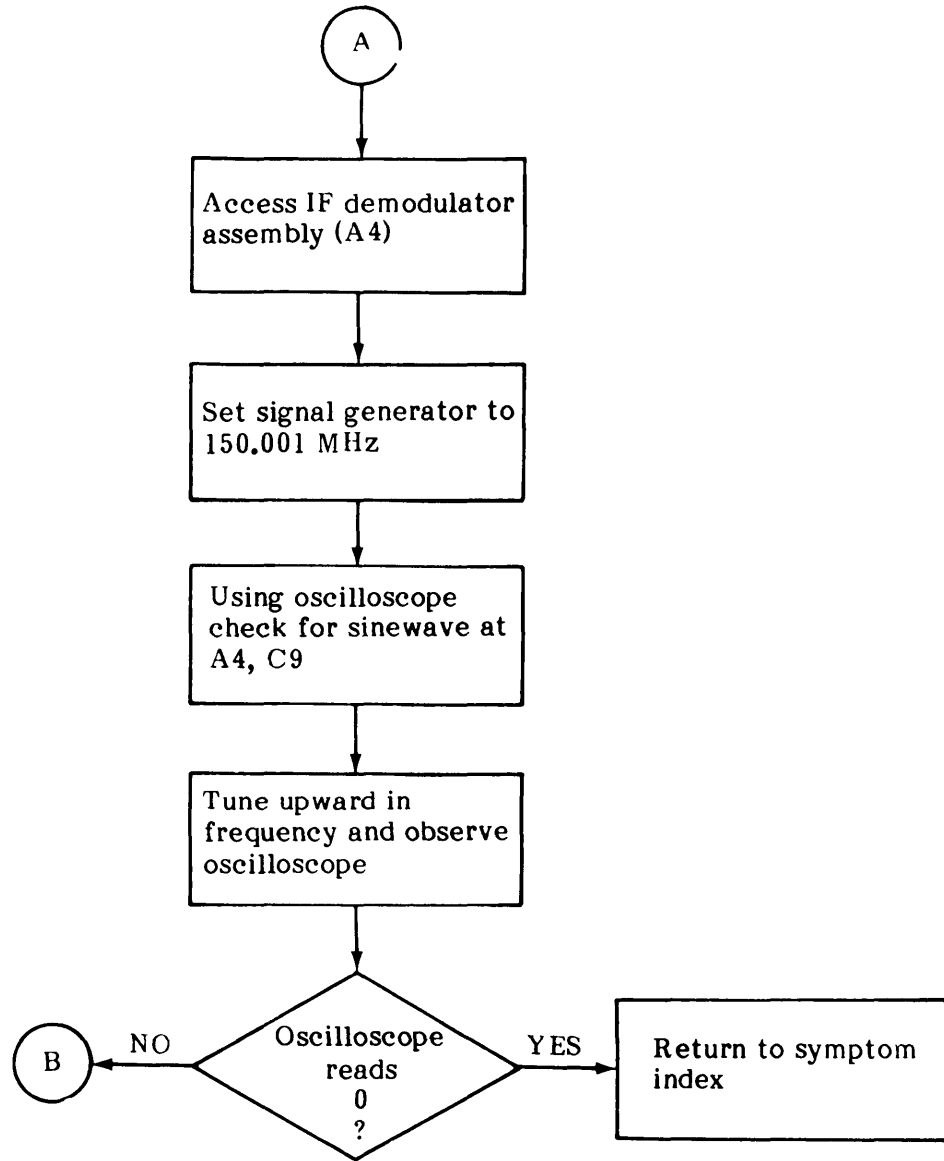 A
Access IF demodulator
assembly (A4)
Set signal generator to
150.001 MHz
Using oscilloscope
check for sinewave at
A4, C9
Tune upward in
frequency and observe
oscilloscope
Oscilloscope
reads
0
?
NO
B
YES
Return to symptom
index